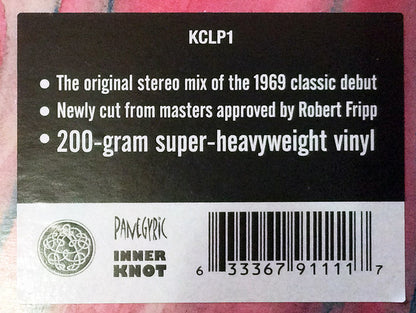 KCLP1
• The original stereo mix of the 1969 classic debut
• Newly cut from masters approved by Robert Fripp
• 200-gram super-heavyweight vinyl
PANEGYRIC
INNER
KNOT
6 33367 91111 7